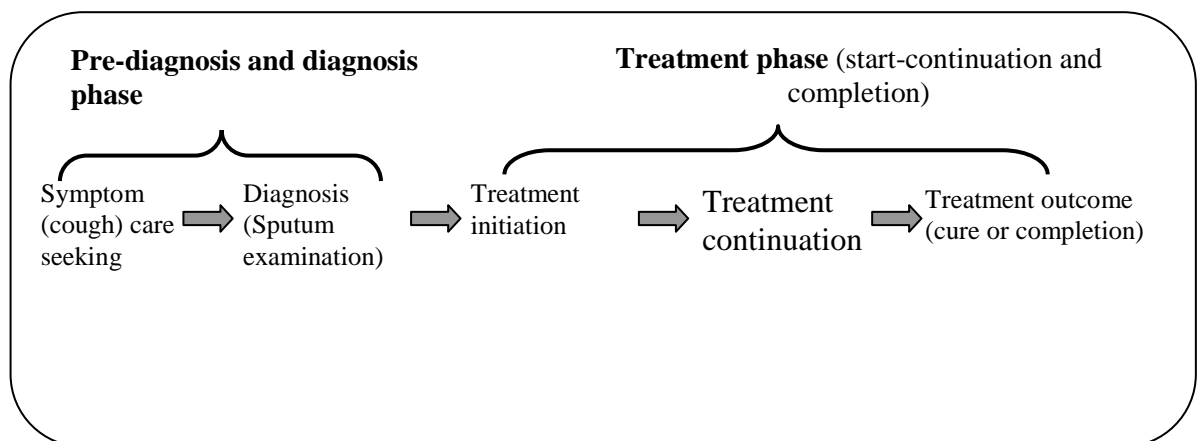 Pre-diagnosis and diagnosis
phase
Treatment phase (start-continuation and
completion)
Symptom
(cough) care
seeking
Diagnosis
(Sputum
examination)
Treatment
initiation
Treatment
continuation
Treatment outcome
(cure or completion)